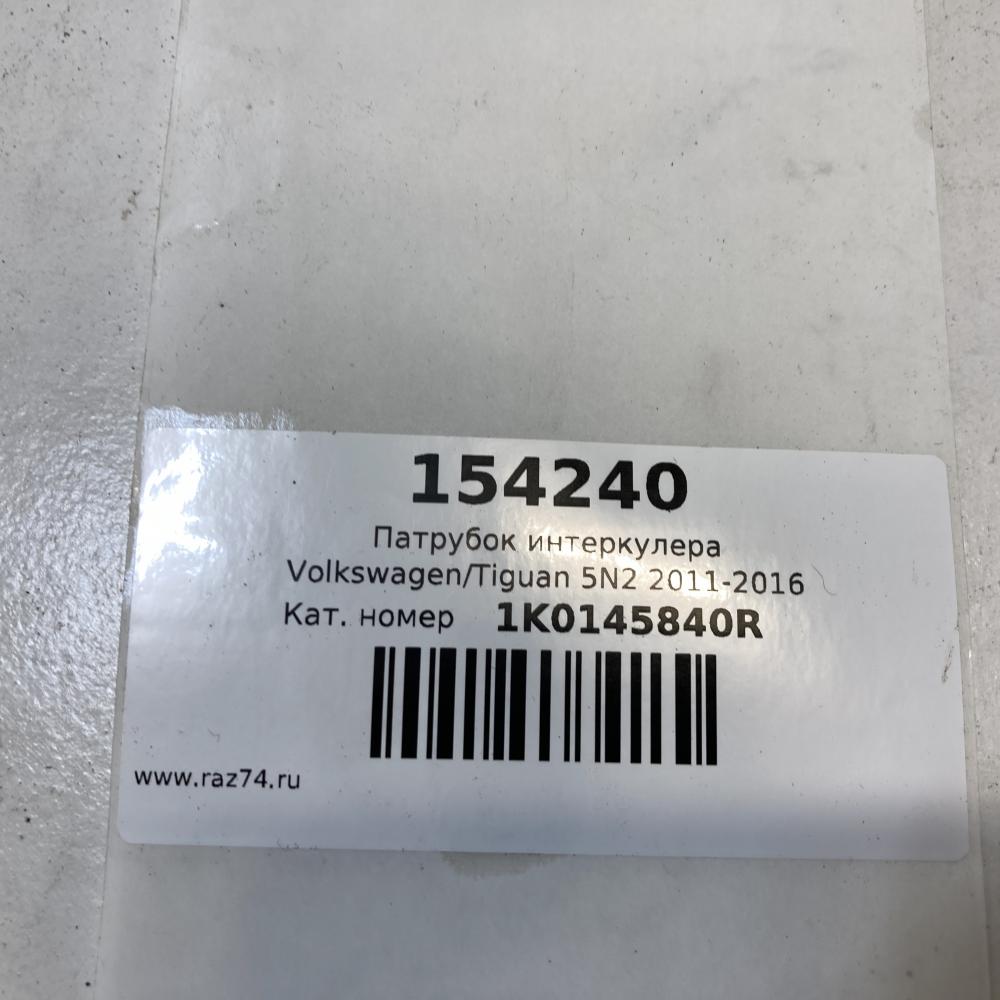 154240
Патрубок интеркулера
Volkswagen/Tiguan 5N2 2011-2016
Кат. номер 1K0145840R
www.raz74.ru